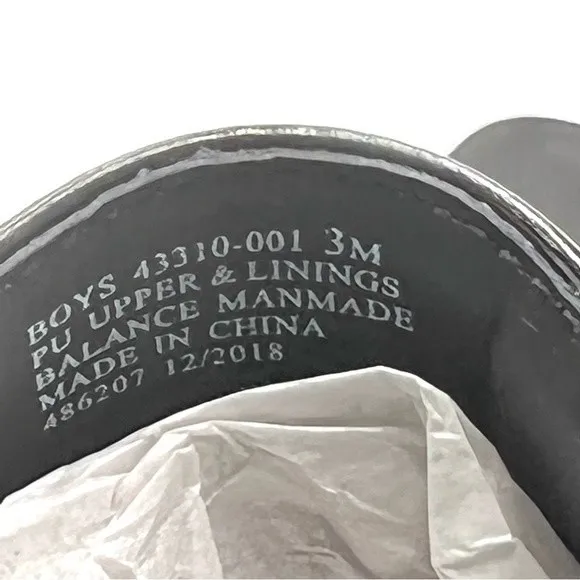 BOYS 43310-001 3M
PU UPPER & LININGS
BALANCE MANMADE
MADE IN CHINA
486207 12/2018